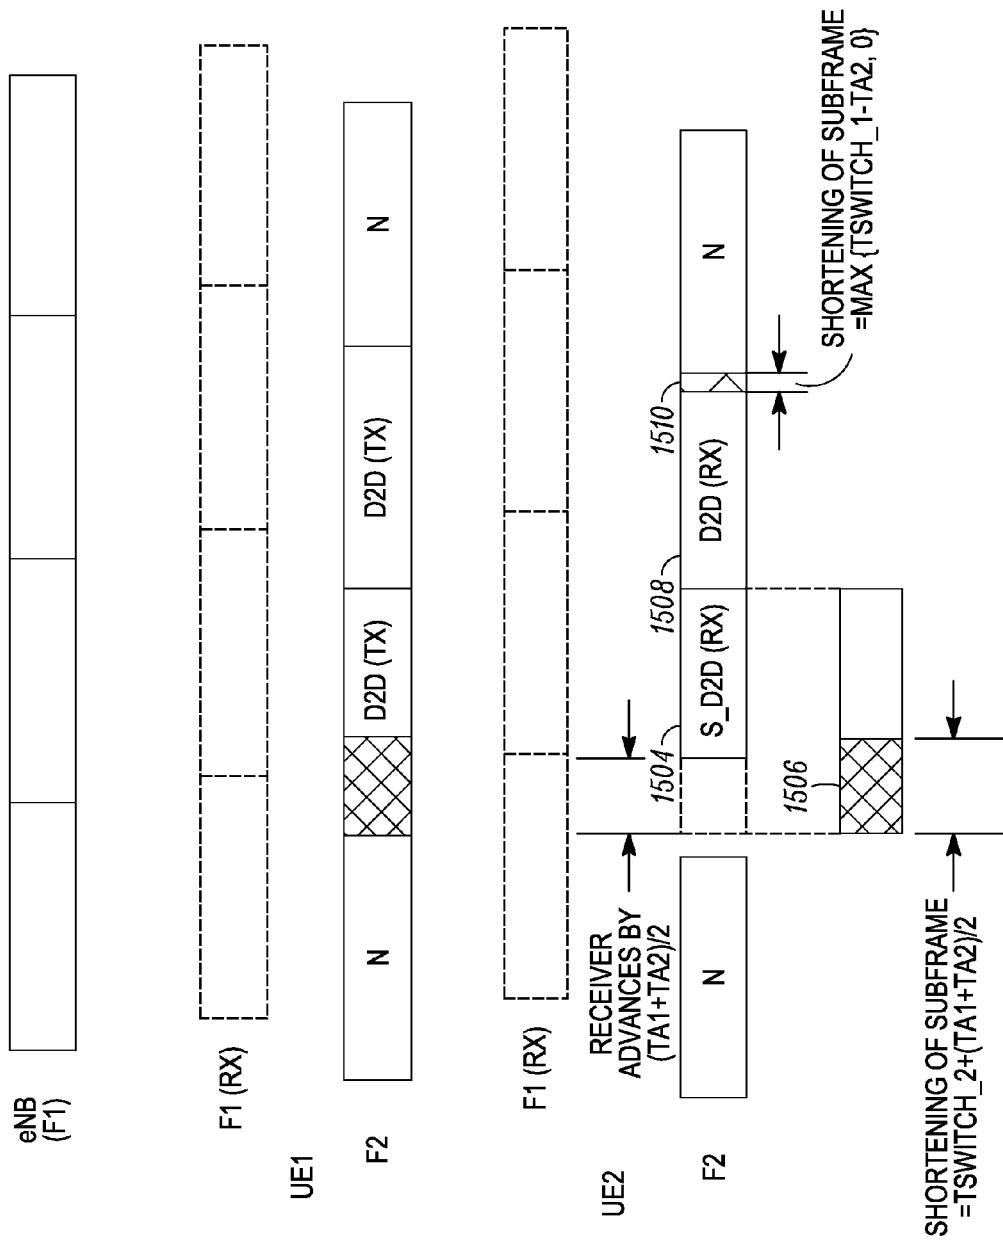 eNB
(F1)
F1 (RX)
UE1
F2
N
D2D (TX)
D2D (TX)
N
F1 (RX)
RECEIVER
ADVANCES BY
(TA1+TA2)/2
UE2
1504
1508
1510
F2
N
S_D2D (RX)
D2D (RX)
N
1506
SHORTENING OF SUBFRAME
=TSWITCH_2+(TA1+TA2)/2
SHORTENING OF SUBFRAME
=MAX {TSWITCH_1-TA2, 0}